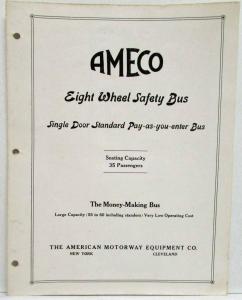 AMECO
Eight Wheel Safety Bus
Single Door Standard Pay-as-you-enter Bus
Seating Capacity
35 Passengers
The Money-Making Bus
Large Capacity (55 to 60 including standees) Very Low Operating Cost
THE AMERICAN MOTORWAY EQUIPMENT CO.
NEW YORK CLEVELAND